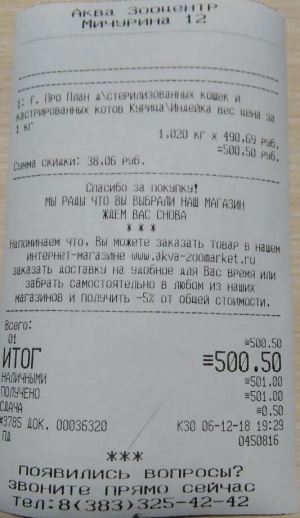 Аква Зооцентр
Мичурина 12
1: г. Про План д\стерилизованных кошек и
кастрированных котов Курица\Индейка вес цена за
1 кг
1.020 кг X 490.69 руб.
=500.50 руб.
Сумма скидки: 38.06 руб.
Спасибо за покупку!
МЫ РАДЫ ЧТО ВЫ ВЫБРАЛИ НАШ МАГАЗИН
ЖДЕМ ВАС СНОВА
* * *
Напоминаем что, Вы можете заказать товар в нашем
интернет-магазине www.akva-zoomarket.ru
заказать доставку на удобное для Вас время или
забрать самостоятельно в любом из наших
магазинов и получить -5% от общей стоимости.
Всего:
01 ≡500.50
ИТОГ ≡500.50
НАЛИЧНЫМИ ≡501.00
ПОЛУЧЕНО ≡501.00
СДАЧА ≡0.50
#3785 ДОК. 00036320 К30 06-12-18 19:29
ПД 0450816
***
ПОЯВИЛИСЬ ВОПРОСЫ?
ЗВОНИТЕ ПРЯМО СЕЙЧАС
Тел:8(383)325-42-42